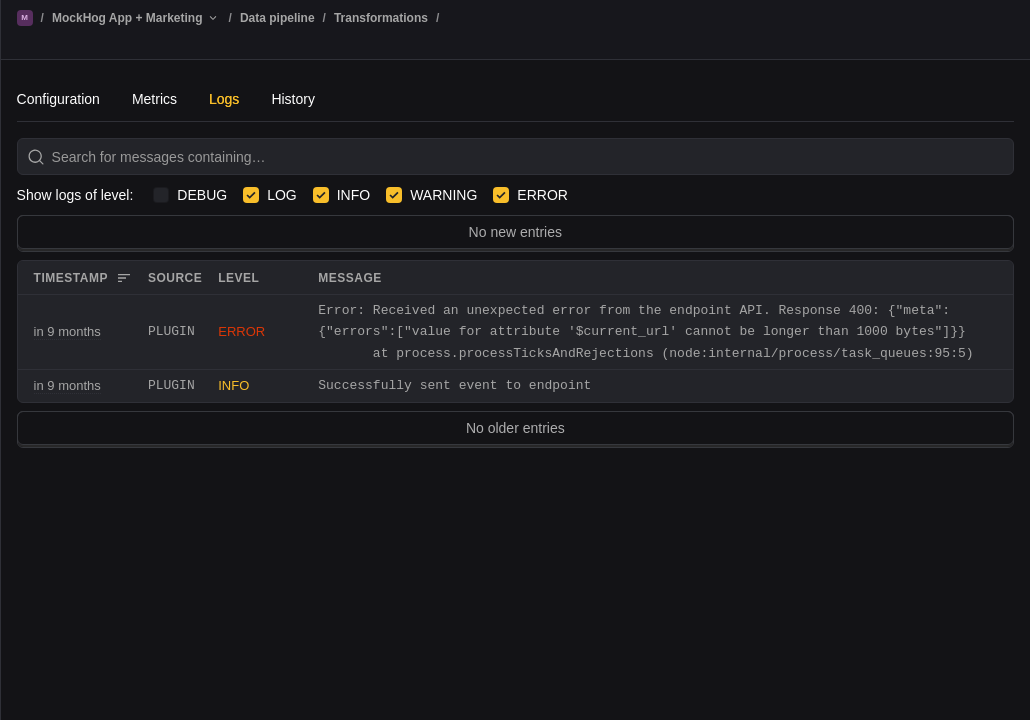 M / MockHog App + Marketing / Data pipeline / Transformations /
Configuration Metrics Logs History
Search for messages containing…
Show logs of level: DEBUG LOG INFO WARNING ERROR
No new entries
TIMESTAMP SOURCE LEVEL MESSAGE
Error: Received an unexpected error from the endpoint API. Response 400: {"meta":
in 9 months PLUGIN ERROR {"errors":["value for attribute '$current_url' cannot be longer than 1000 bytes"]}}
at process.processTicksAndRejections (node:internal/process/task_queues:95:5)
in 9 months PLUGIN INFO Successfully sent event to endpoint
No older entries